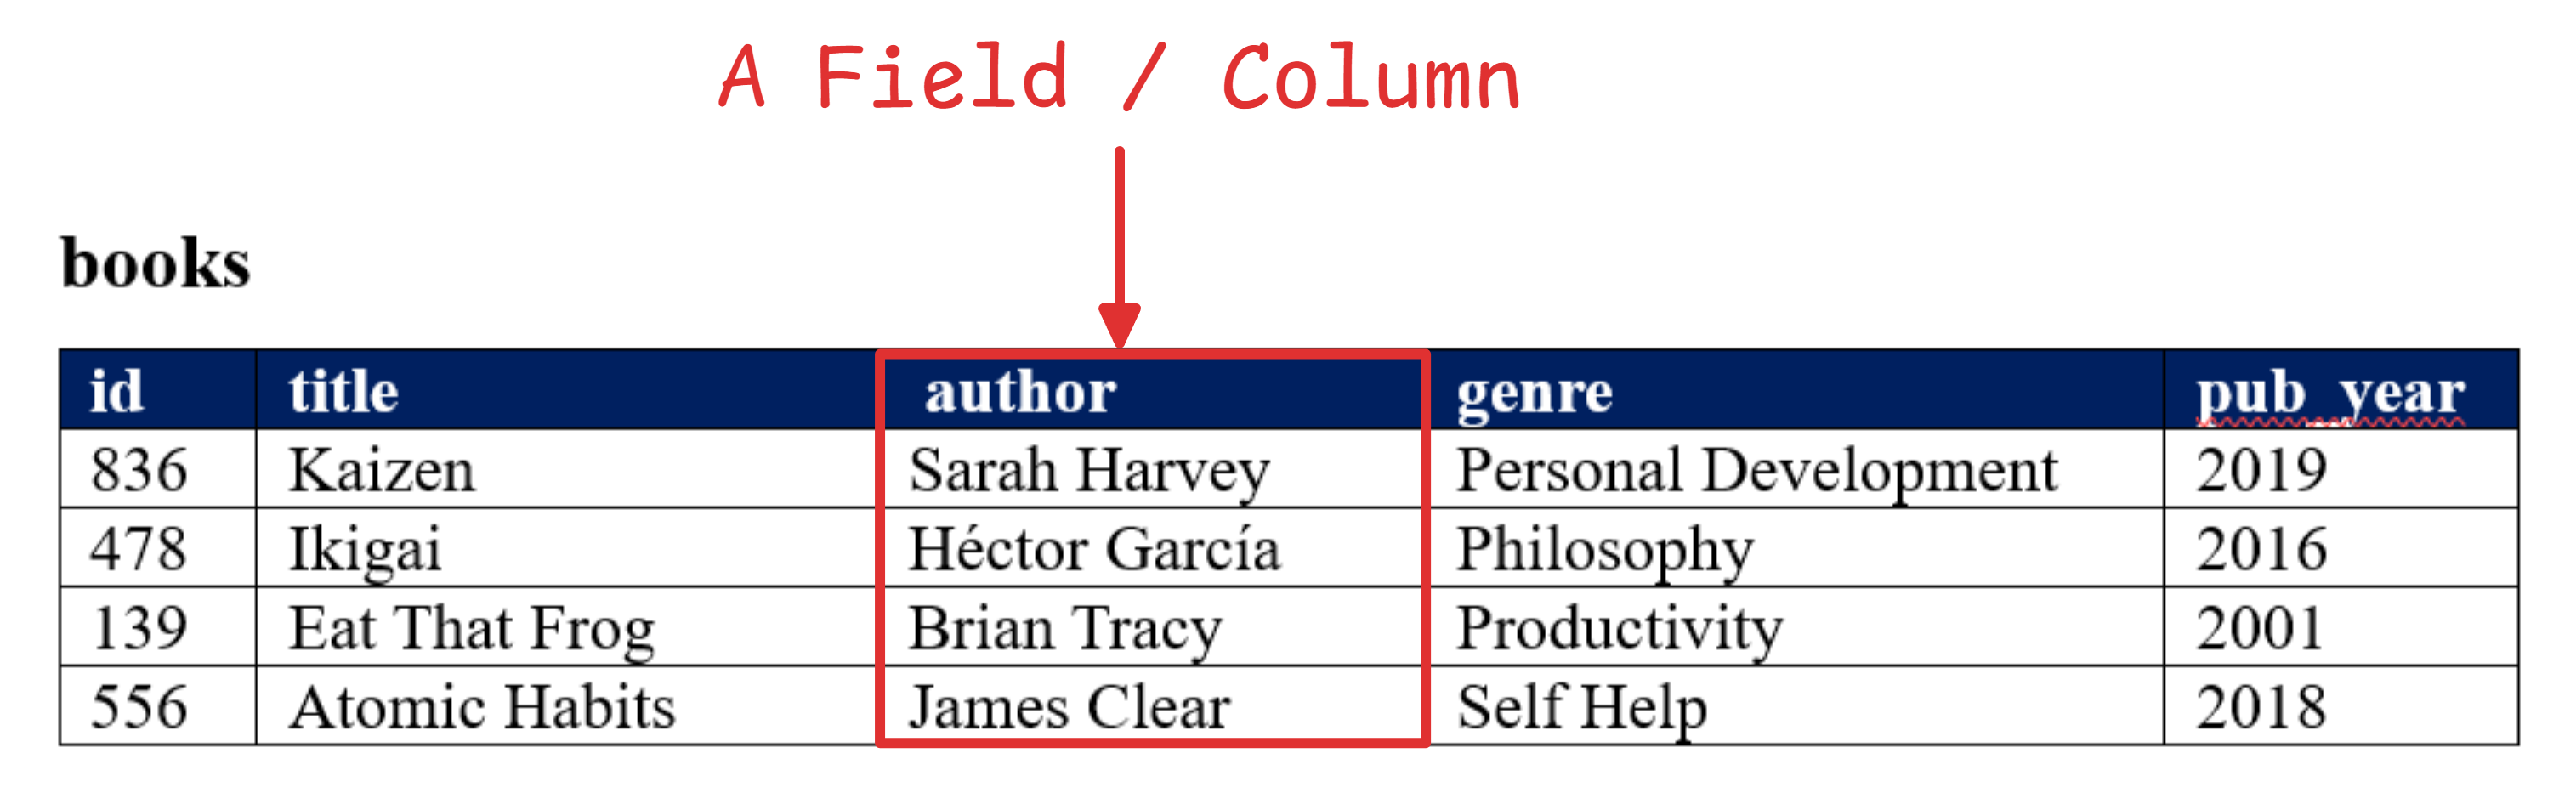 A Field / Column
books
id title author genre pub_year
836 Kaizen Sarah Harvey Personal Development 2019
478 Ikigai Héctor García Philosophy 2016
139 Eat That Frog Brian Tracy Productivity 2001
556 Atomic Habits James Clear Self Help 2018